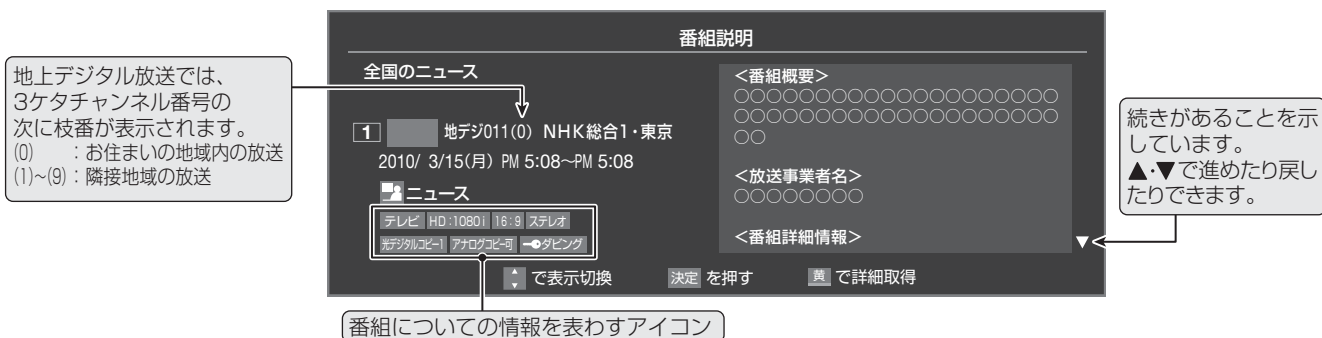 番組説明
地上デジタル放送では、
3ケタチャンネル番号の
次に枝番が表示されます。
(0) :お住まいの地域内の放送
(1)~(9):隣接地域の放送
全国のニュース
1 地デジ011(0) NHK総合1・東京
2010/ 3/15(月) PM 5:08~PM 5:08
ニュース
テレビ HD:1080i 16:9 ステレオ
光デジタルコピー1 アナログコピー可 ダビング
<番組概要>
○○○○○○○○○○○○○○○○○○○○
○○○○○○○○○○○○○○○○○○○○
○○
<放送事業者名>
○○○○○○○○
<番組詳細情報>
▼
で表示切換 決定 を押す 黄 で詳細取得
続きがあることを示
しています。
▲・▼で進めたり戻し
たりできます。
番組についての情報を表わすアイコン